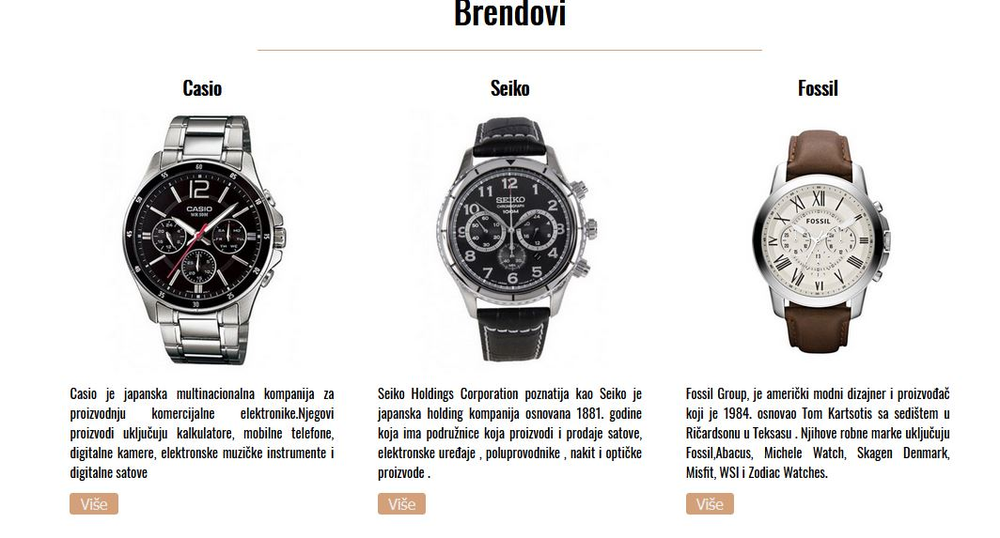 Brendovi
Casio
Seiko
Fossil
CASIO
WR 50M
SEIKO
CHRONOGRAPH
100M
FOSSIL
Casio je japanska multinacionalna kompanija za
proizvodnju komercijalne elektronike.Njegovi
proizvodi uključuju kalkulatore, mobilne telefone,
digitalne kamere, elektronske muzičke instrumente i
digitalne satove
Više
Seiko Holdings Corporation poznatija kao Seiko je
japanska holding kompanija osnovana 1881. godine
koja ima podružnice koja proizvodi i prodaje satove,
elektronske uređaje , poluprovodnike , nakit i optičke
proizvode .
Više
Fossil Group, je američki modni dizajner i proizvođač
koji je 1984. osnovao Tom Kartsotis sa sedištem u
Ričardsonu u Teksasu . Njihove robne marke uključuju
Fossil,Abacus, Michele Watch, Skagen Denmark,
Misfit, WSI i Zodiac Watches.
Više